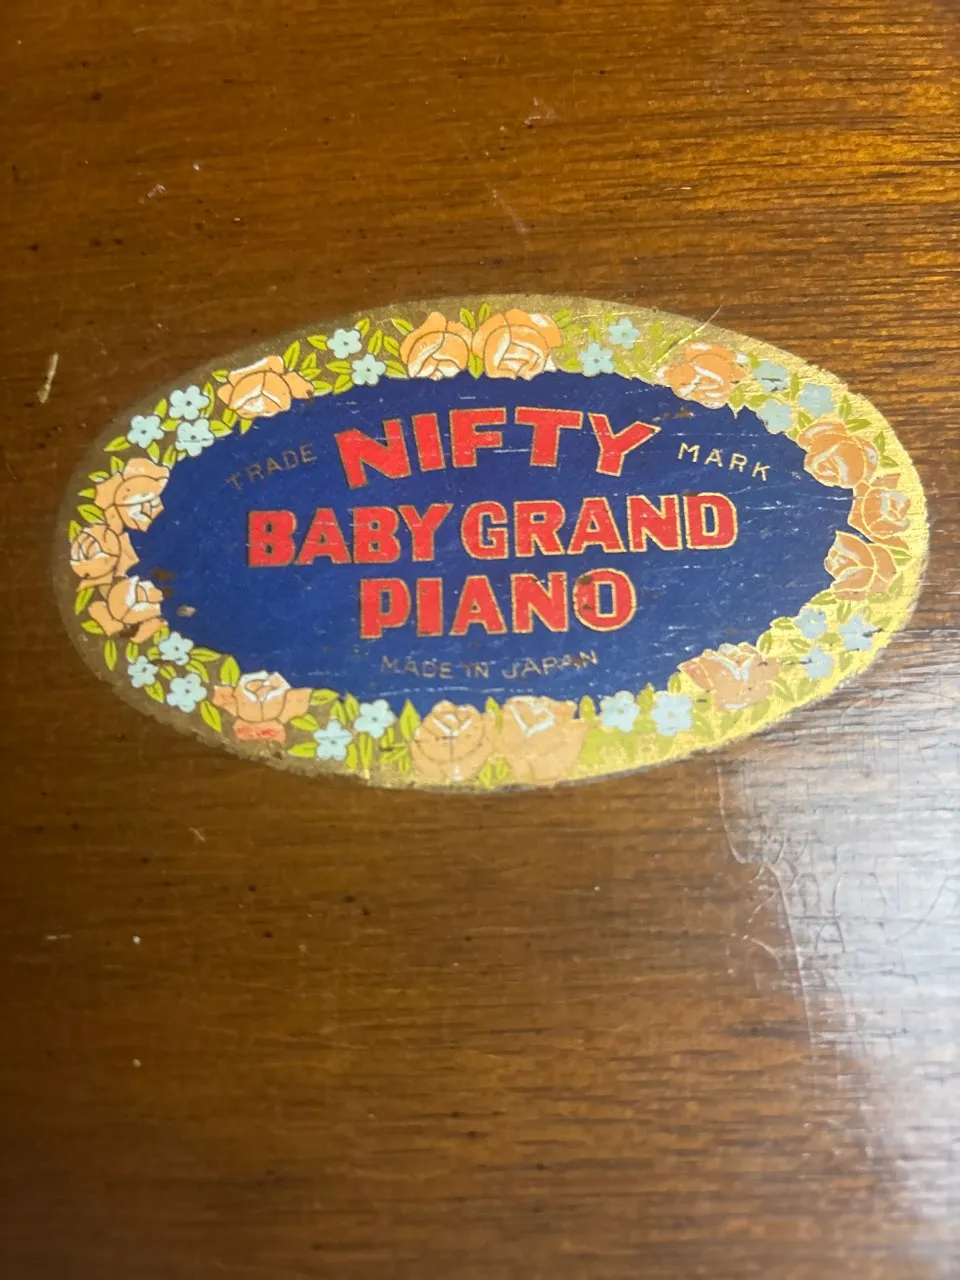 TRADE NIFTY MARK
BABY GRAND
PIANO
MADE IN JAPAN